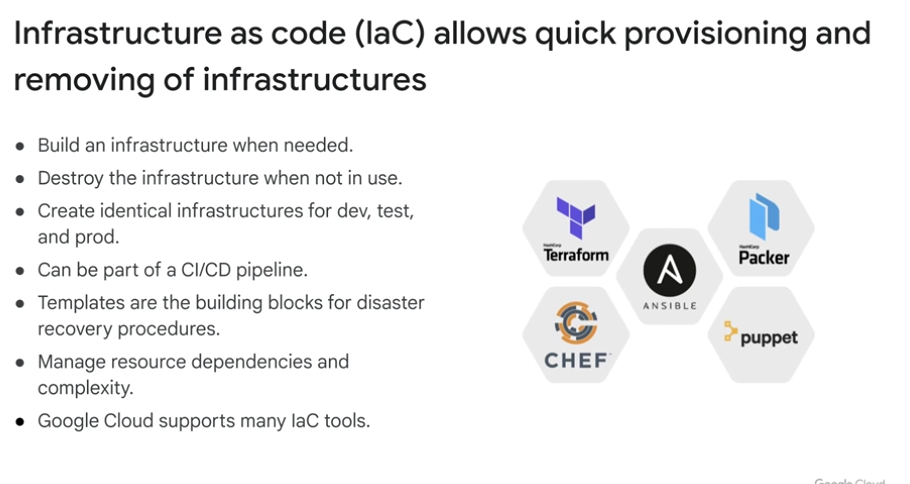 Infrastructure as code (IaC) allows quick provisioning and
removing of infrastructures
● Build an infrastructure when needed.
● Destroy the infrastructure when not in use.
● Create identical infrastructures for dev, test,
and prod.
● Can be part of a CI/CD pipeline.
● Templates are the building blocks for disaster
recovery procedures.
● Manage resource dependencies and
complexity.
● Google Cloud supports many IaC tools.
HashiCorp
Terraform
HashiCorp
Packer
ANSIBLE
CHEF
puppet
Google Cloud